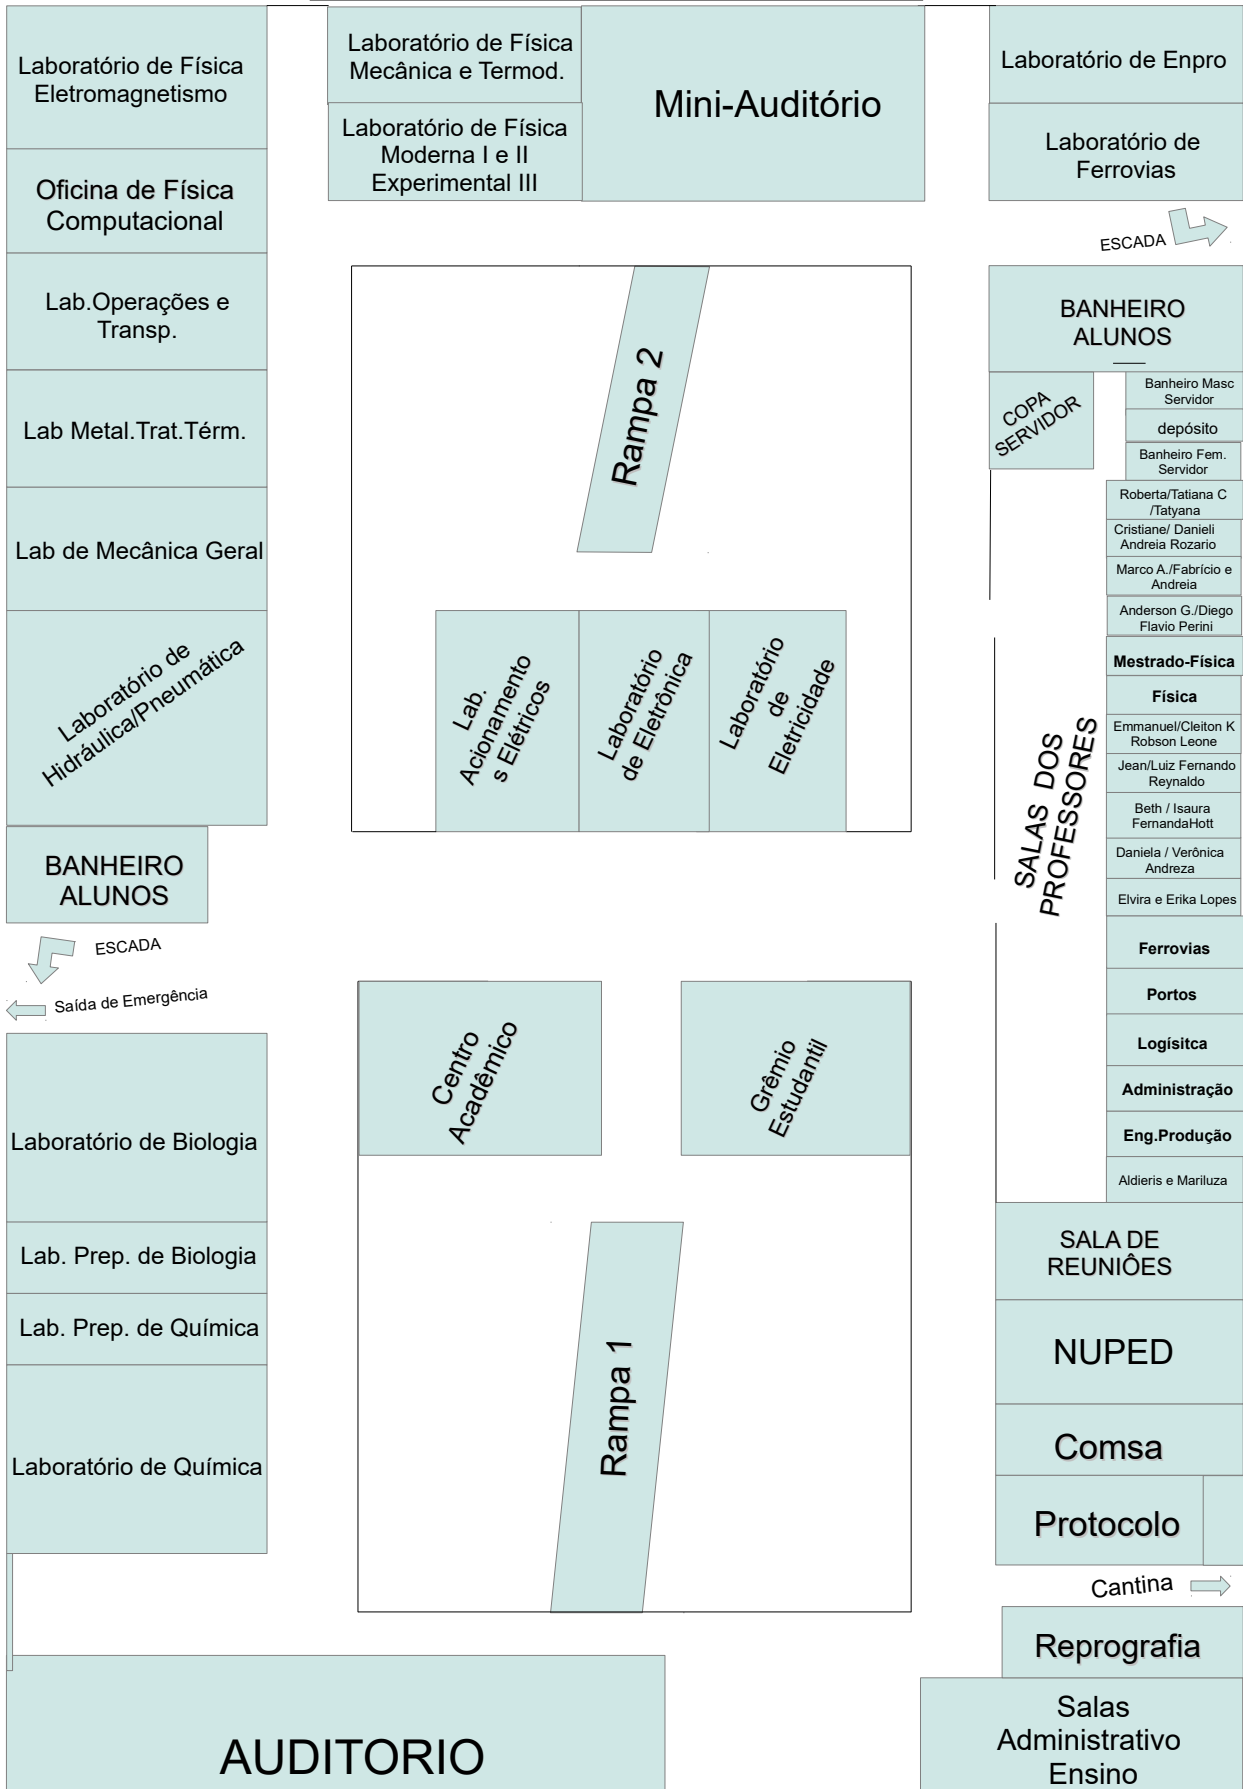 Laboratório de Física
Eletromagnetismo
Oficina de Física
Computacional
Lab.Operações e
Transp.
Lab Metal.Trat.Térm.
Lab de Mecânica Geral
Laboratório de
Hidráulica/Pneumática
BANHEIRO
ALUNOS
ESCADA
Saída de Emergência
Laboratório de Biologia
Lab. Prep. de Biologia
Lab. Prep. de Química
Laboratório de Química
AUDITORIO
Laboratório de Física
Mecânica e Termod.
Laboratório de Física
Moderna I e II
Experimental III
Mini-Auditório
Rampa 2
Lab.
Acionamento
s Elétricos
Laboratório
de Eletrônica
Laboratório
de
Eletricidade
Centro
Acadêmico
Grêmio
Estudantil
Rampa 1
Laboratório de Enpro
Laboratório de
Ferrovias
ESCADA
BANHEIRO
ALUNOS
COPA
SERVIDOR
Banheiro Masc
Servidor
depósito
Banheiro Fem.
Servidor
SALAS DOS
PROFESSORES
Roberta/Tatiana C
/Tatyana
Cristiane/ Danieli
Andreia Rozario
Marco A./Fabrício e
Andreia
Anderson G./Diego
Flavio Perini
Mestrado-Física
Física
Emmanuel/Cleiton K
Robson Leone
Jean/Luiz Fernando
Reynaldo
Beth / Isaura
FernandaHott
Daniela / Verônica
Andreza
Elvira e Erika Lopes
Ferrovias
Portos
Logísitca
Administração
Eng.Produção
Aldieris e Mariluza
SALA DE
REUNIÔES
NUPED
Comsa
Protocolo
Cantina
Reprografia
Salas
Administrativo
Ensino